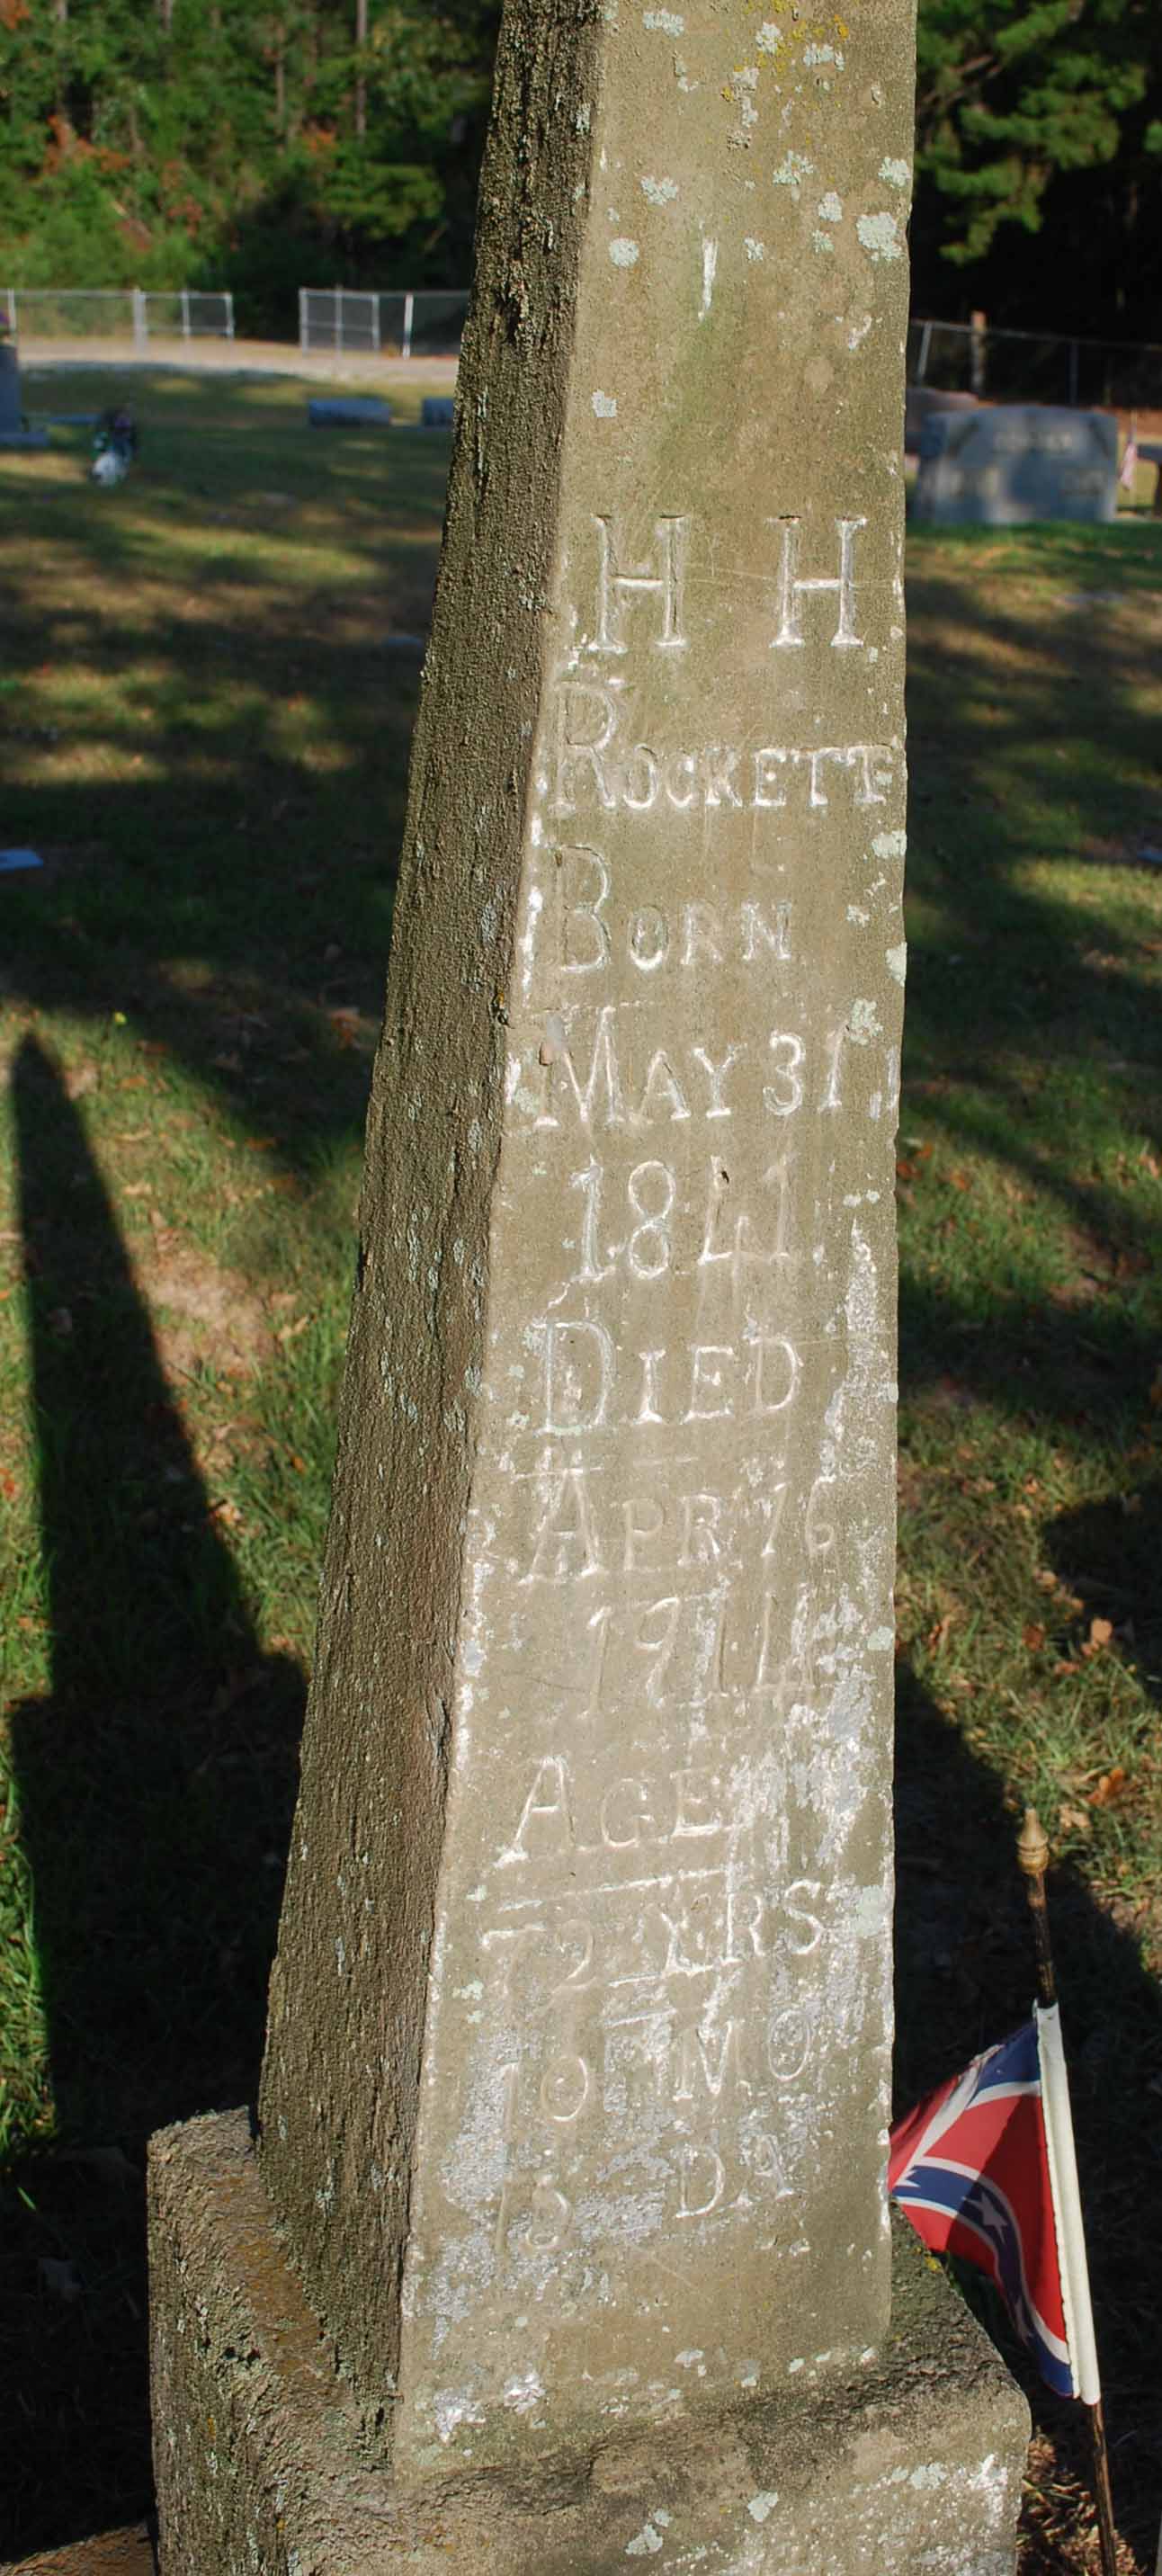 H H
ROCKETT
BORN
MAY 31,
1841.
DIED
APR 16
1914
AGE
72 YRS
10 MO
15 DA